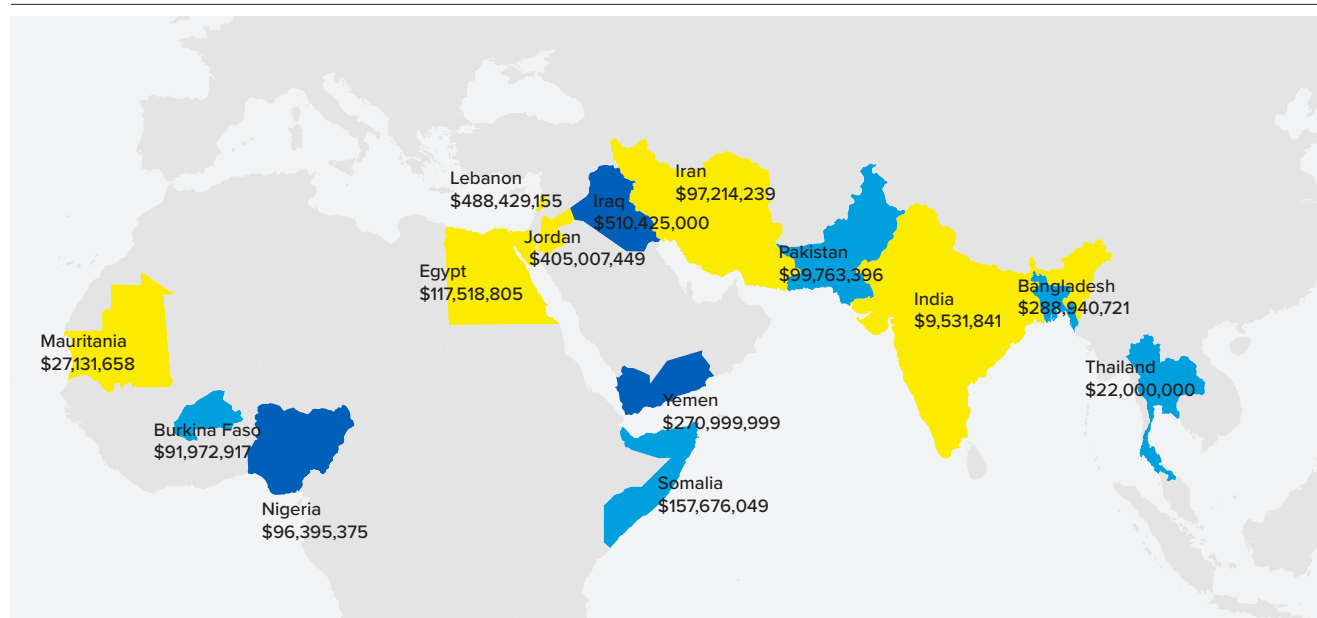 Lebanon
$488,429,155
Iran
$97,214,239
Iraq
$510,425,000
Jordan
$405,007,449
Egypt
$117,518,805
Pakistan
$99,763,396
India
$9,531,841
Bangladesh
$288,940,721
Mauritania
$27,131,658
Thailand
$22,000,000
Burkina Faso
$91,972,917
Yemen
$270,999,999
Somalia
$157,676,049
Nigeria
$96,395,375